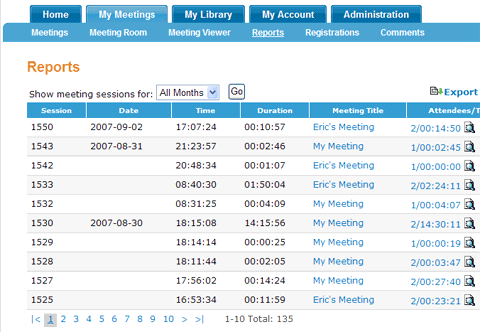 Home My Meetings My Library My Account Administration
Meetings Meeting Room Meeting Viewer Reports Registrations Comments
Reports
Show meeting sessions for: All Months Go Export
Session Date Time Duration Meeting Title Attendees/T
1550 2007-09-02 17:07:24 00:10:57 Eric's Meeting 2/00:14:50
1543 2007-08-31 21:23:57 00:02:46 My Meeting 1/00:02:45
1542 20:48:34 00:01:07 Eric's Meeting 1/00:00:00
1533 08:40:30 01:50:04 Eric's Meeting 2/02:24:11
1532 08:31:25 00:04:09 My Meeting 1/00:04:07
1530 2007-08-30 18:15:08 14:15:56 My Meeting 2/14:30:11
1529 18:14:14 00:00:25 My Meeting 1/00:00:19
1528 18:11:44 00:02:05 My Meeting 2/00:03:47
1527 17:56:02 00:14:24 My Meeting 2/00:27:40
1525 16:53:34 00:11:59 Eric's Meeting 2/00:23:21
|< 1 2 3 4 5 6 7 8 9 10 > >| 1-10 Total: 135